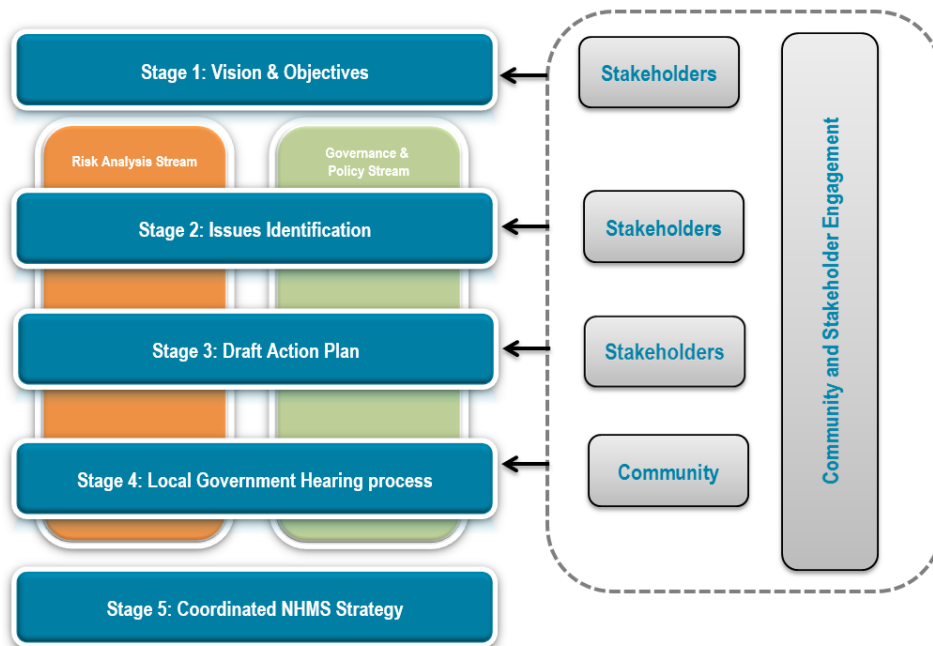 Stage 1: Vision & Objectives
Stakeholders
Risk Analysis Stream
Governance &
Policy Stream
Stage 2: Issues Identification
Stakeholders
Stage 3: Draft Action Plan
Stakeholders
Stage 4: Local Government Hearing process
Community
Stage 5: Coordinated NHMS Strategy
Community and Stakeholder Engagement